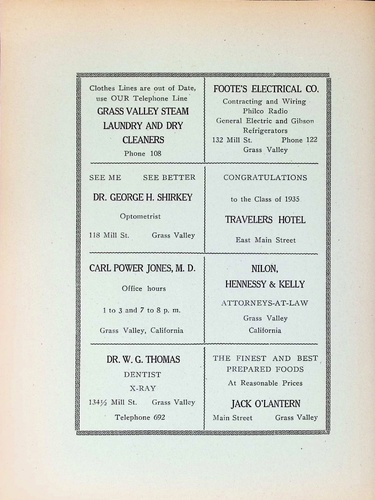 Clothes Lines are out of Date,
use OUR Telephone Line
GRASS VALLEY STEAM
LAUNDRY AND DRY
CLEANERS
Phone 108
FOOTE'S ELECTRICAL CO.
Contracting and Wiring
Philco Radio
General Electric and Gibson
Refrigerators
132 Mill St. Phone 122
Grass Valley
SEE ME SEE BETTER
DR. GEORGE H. SHIRKEY
Optometrist
118 Mill St. Grass Valley
CONGRATULATIONS
to the Class of 1935
TRAVELERS HOTEL
East Main Street
CARL POWER JONES, M. D.
Office hours
1 to 3 and 7 to 8 p. m.
Grass Valley, California
NILON,
HENNESSY & KELLY
ATTORNEYS-AT-LAW
Grass Valley
California
DR. W. G. THOMAS
DENTIST
X-RAY
134½ Mill St. Grass Valley
Telephone 692
THE FINEST AND BEST
PREPARED FOODS
At Reasonable Prices
JACK O'LANTERN
Main Street Grass Valley